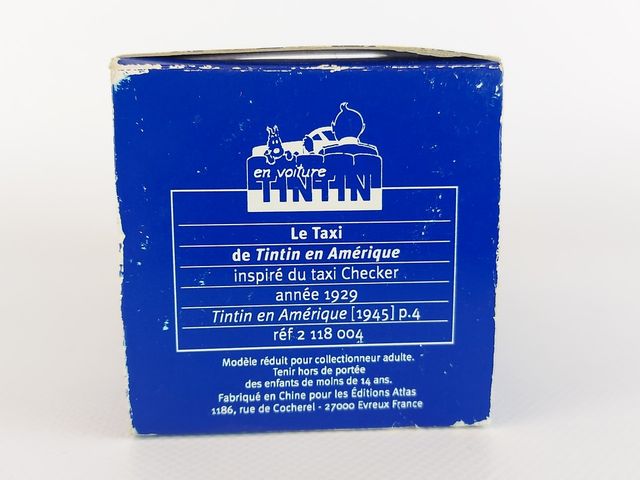 en voiture
TINTIN
Le Taxi
de Tintin en Amérique
inspiré du taxi Checker
année 1929
Tintin en Amérique [1945] p.4
réf 2 118 004
Modèle réduit pour collectionneur adulte.
Tenir hors de portée
des enfants de moins de 14 ans.
Fabriqué en Chine pour les Éditions Atlas
1186, rue de Cocherel - 27000 Evreux France